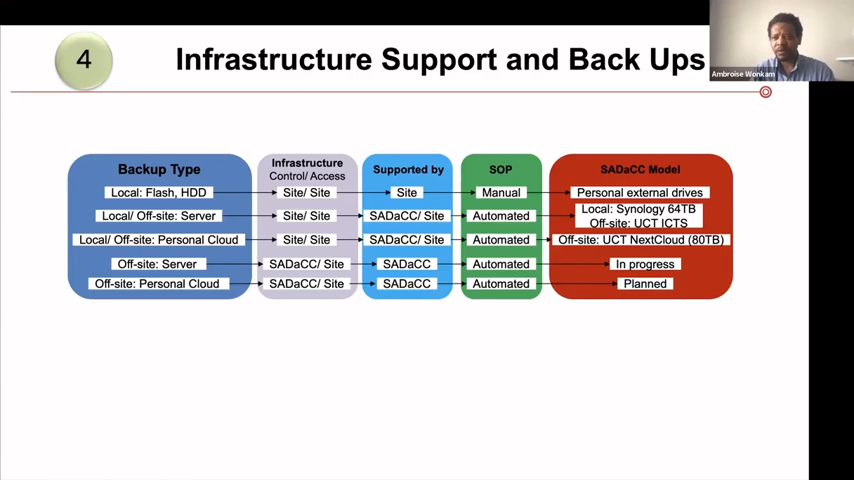 4
Infrastructure Support and Back Ups
Ambroise Wonkam
Backup Type
Infrastructure
Control/ Access
Supported by
SOP
SADaCC Model
Local: Flash, HDD
Site/ Site
Site
Manual
Personal external drives
Local/ Off-site: Server
Site/ Site
SADaCC/ Site
Automated
Local: Synology 64TB
Off-site: UCT ICTS
Local/ Off-site: Personal Cloud
Site/ Site
SADaCC/ Site
Automated
Off-site: UCT NextCloud (80TB)
Off-site: Server
SADaCC/ Site
SADaCC
Automated
In progress
Off-site: Personal Cloud
SADaCC/ Site
SADaCC
Automated
Planned